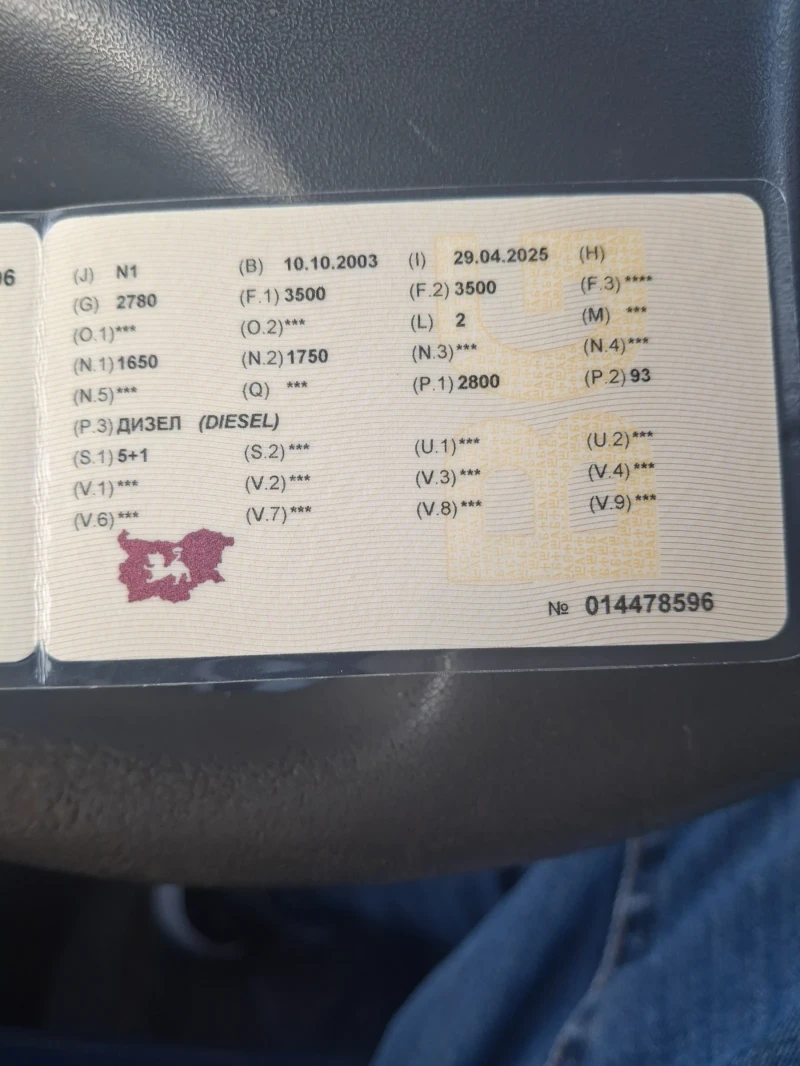 96
(J) N1 (B) 10.10.2003 (I) 29.04.2025 (H)
(G) 2780 (F.1) 3500 (F.2) 3500 (F.3) ****
(O.1) *** (O.2) *** (L) 2 (M) ***
(N.1) 1650 (N.2) 1750 (N.3) *** (N.4) ***
(N.5) *** (Q) *** (P.1) 2800 (P.2) 93
(P.3) ДИЗЕЛ (DIESEL)
(S.1) 5+1 (S.2) *** (U.1) *** (U.2) ***
(V.1) *** (V.2) *** (V.3) *** (V.4) ***
(V.6) *** (V.7) *** (V.8) *** (V.9) ***
№ 014478596